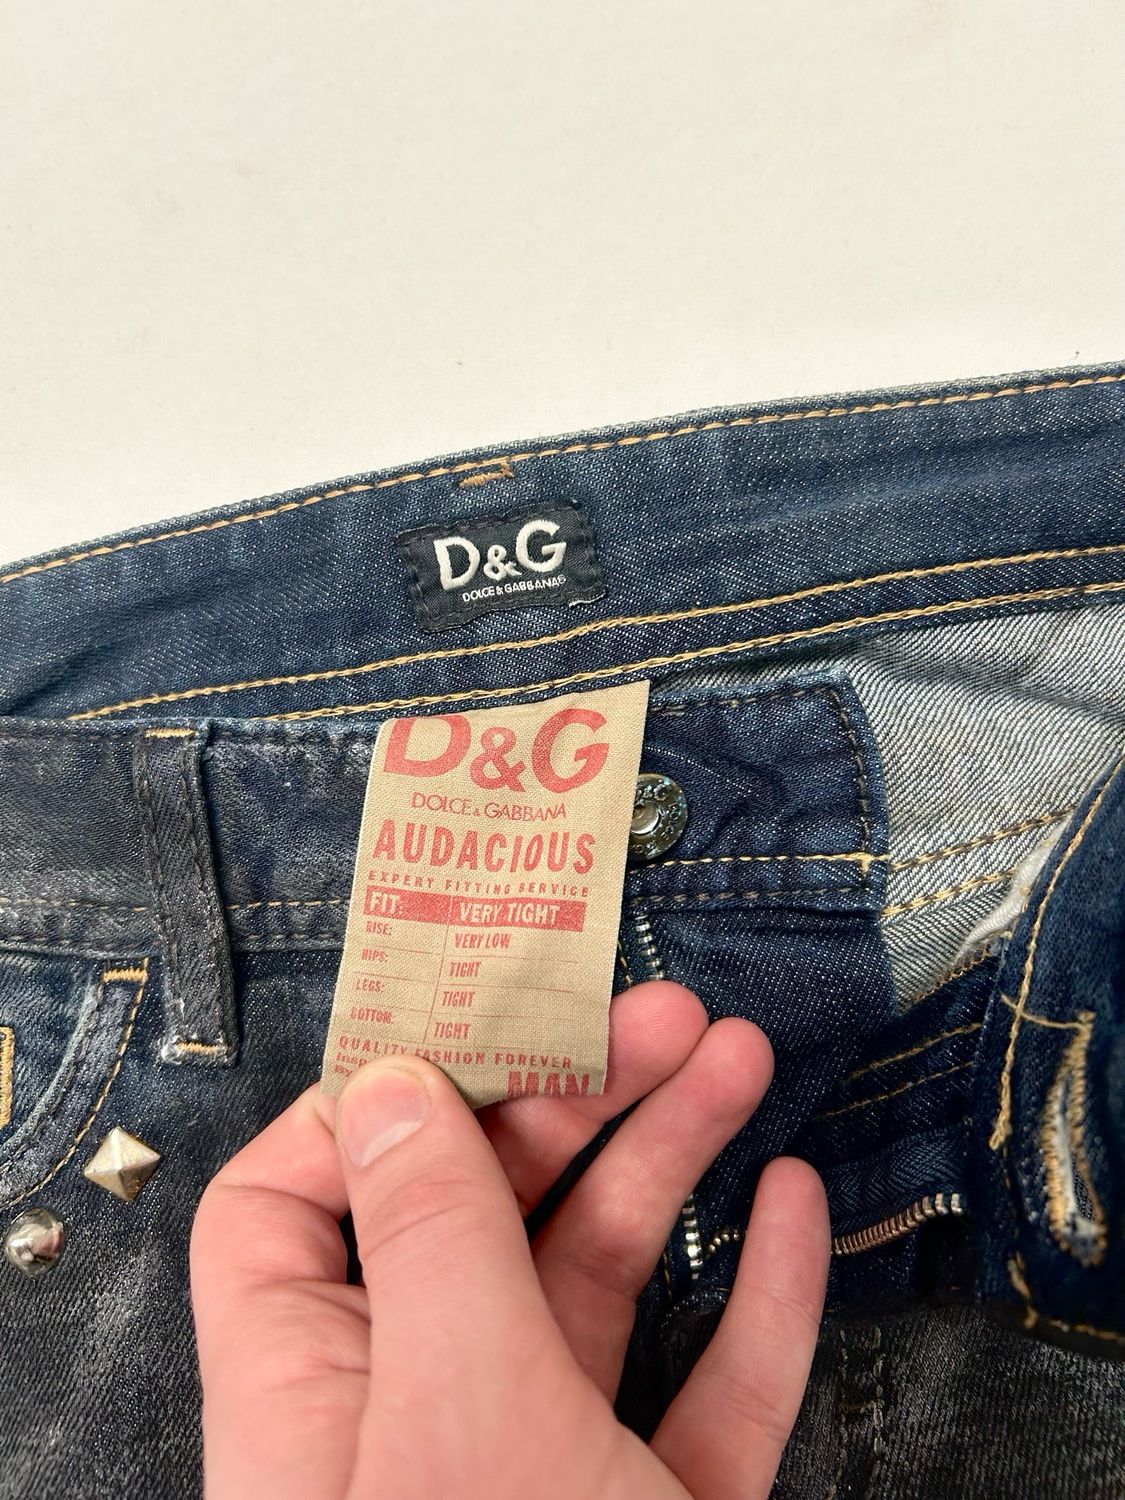 D&G
DOLCE & GABBANA
D&G
DOLCE & GABBANA
AUDACIOUS
EXPERT FITTING SERVICE
FIT: VERY TIGHT
RISE: VERY LOW
HIPS: TIGHT
LEGS: TIGHT
BOTTOM: TIGHT
QUALITY FASHION FOREVER
MAN